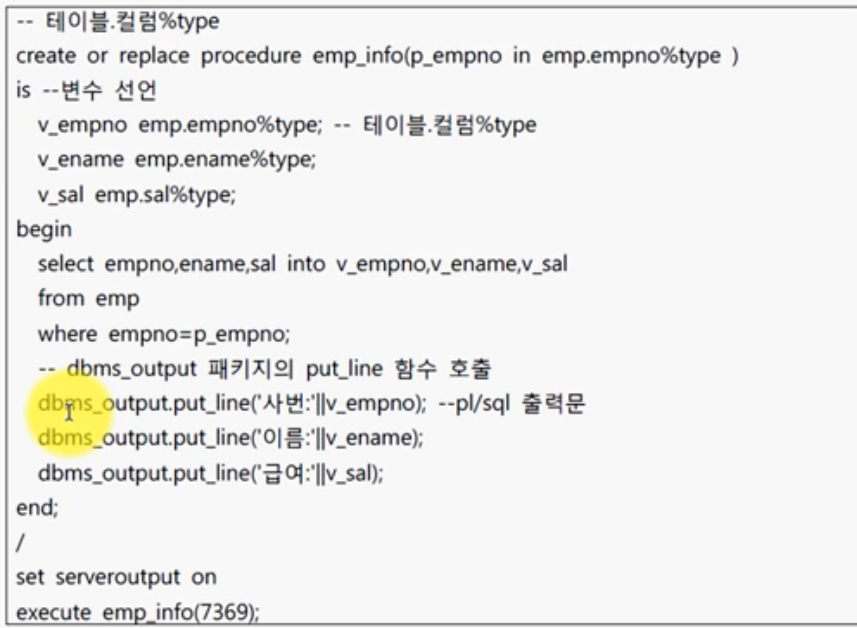 -- 테이블.컬럼%type
create or replace procedure emp_info(p_empno in emp.empno%type )
is --변수 선언
v_empno emp.empno%type; -- 테이블.컬럼%type
v_ename emp.ename%type;
v_sal emp.sal%type;
begin
select empno,ename,sal into v_empno,v_ename,v_sal
from emp
where empno=p_empno;
-- dbms_output 패키지의 put_line 함수 호출
dbms_output.put_line('사번:'||v_empno); --pl/sql 출력문
dbms_output.put_line('이름:'||v_ename);
dbms_output.put_line('급여:'||v_sal);
end;
/
set serveroutput on
execute emp_info(7369);